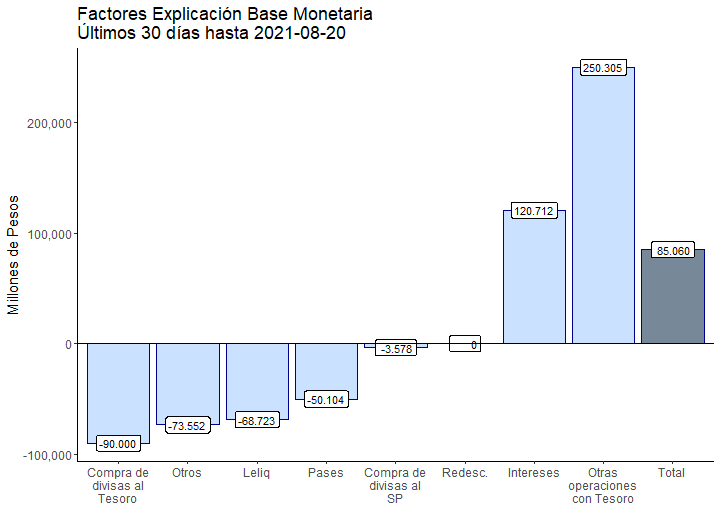 Factores Explicación Base Monetaria
Últimos 30 días hasta 2021-08-20
Millones de Pesos
200,000
100,000
0
-100,000
-90.000
-73.552
-68.723
-50.104
-3.578
0
120.712
250.305
85.060
Compra de
divisas al
Tesoro
Otros
Leliq
Pases
Compra de
divisas al
SP
Redesc.
Intereses
Otras
operaciones
con Tesoro
Total